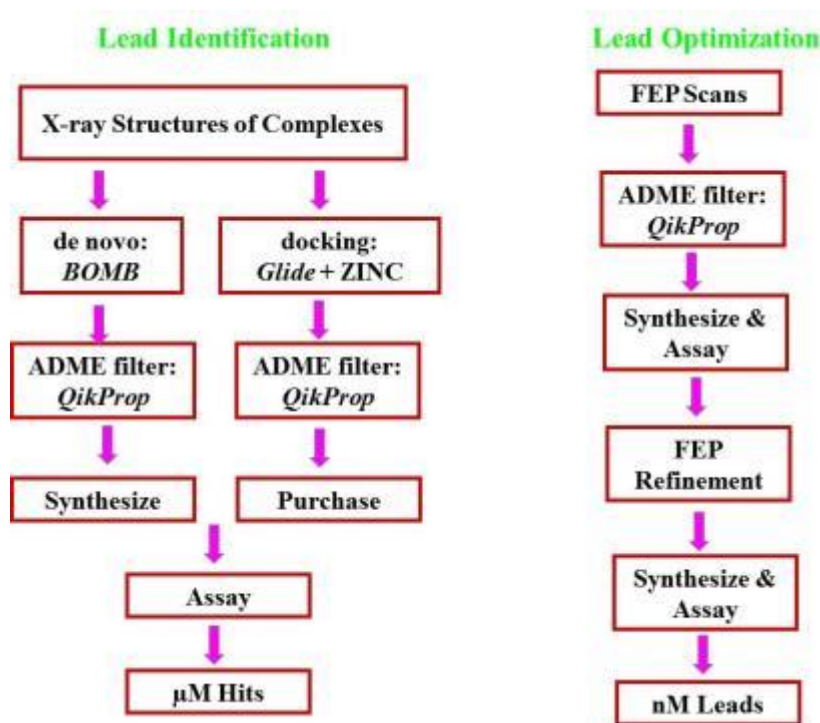 Lead Identification
X-ray Structures of Complexes
de novo:
BOMB
docking:
Glide + ZINC
ADME filter:
QikProp
ADME filter:
QikProp
Synthesize
Purchase
Assay
µM Hits
Lead Optimization
FEP Scans
ADME filter:
QikProp
Synthesize &
Assay
FEP
Refinement
Synthesize &
Assay
nM Leads